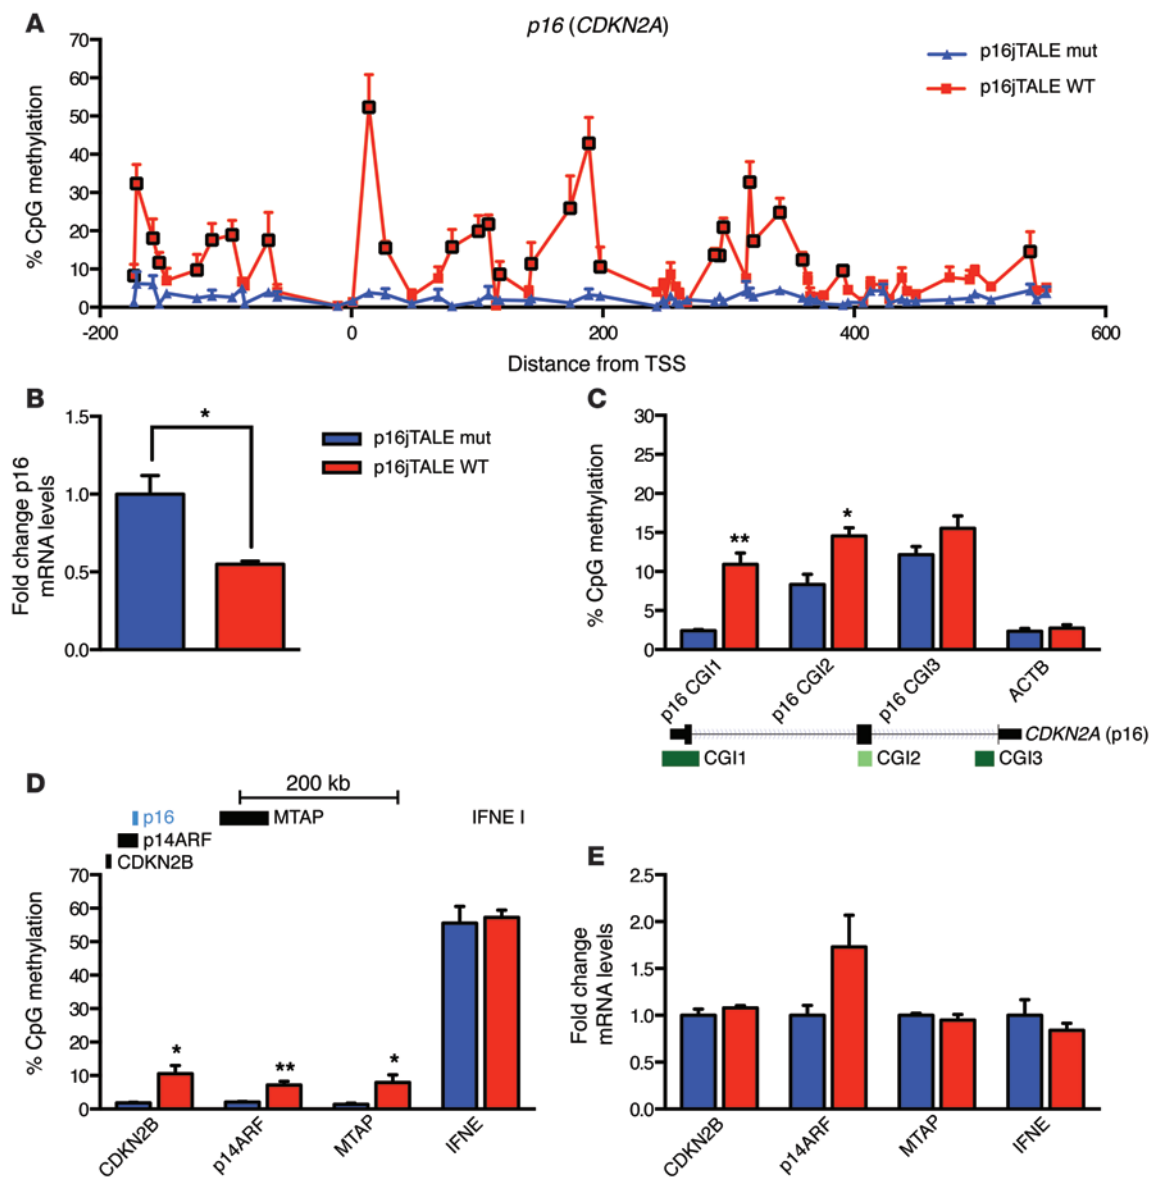 A
p16 (CDKN2A)
% CpG methylation
70
60
50
40
30
20
10
0
-200
0
200
400
600
Distance from TSS
p16jTALE mut
p16jTALE WT
B
Fold change p16
mRNA levels
1.5
1.0
0.5
0.0
*
p16jTALE mut
p16jTALE WT
C
% CpG methylation
30
25
20
15
10
5
0
**
*
p16 CGI1
p16 CGI2
p16 CGI3
ACTB
CDKN2A (p16)
CGI1
CGI2
CGI3
D
200 kb
p16
MTAP
IFNE I
p14ARF
CDKN2B
% CpG methylation
70
60
50
40
30
20
10
0
*
**
*
CDKN2B
p14ARF
MTAP
IFNE
E
Fold change
mRNA levels
2.5
2.0
1.5
1.0
0.5
0.0
CDKN2B
p14ARF
MTAP
IFNE